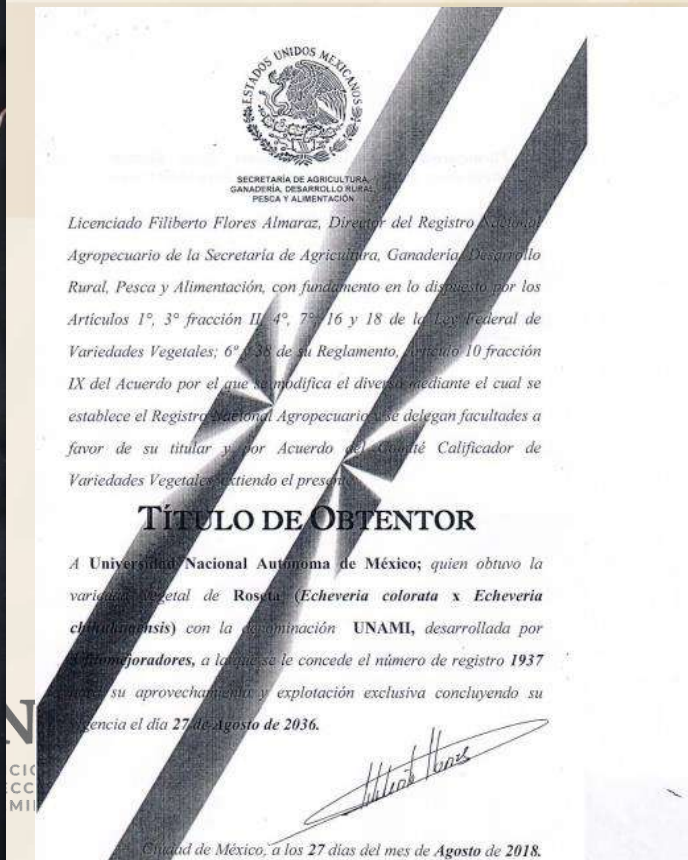 ESTADOS UNIDOS MEXICANOS
SECRETARÍA DE AGRICULTURA,
GANADERÍA, DESARROLLO RURAL,
PESCA Y ALIMENTACIÓN
Licenciado Filiberto Flores Almaraz, Director del Registro Nacional
Agropecuario de la Secretaría de Agricultura, Ganadería, Desarrollo
Rural, Pesca y Alimentación, con fundamento en lo dispuesto por los
Artículos 1°, 3° fracción II, 4°, 7°, 16 y 18 de la Ley Federal de
Variedades Vegetales; 6° y 38 de su Reglamento, Artículo 10 fracción
IX del Acuerdo por el que se modifica el diverso mediante el cual se
establece el Registro Nacional Agropecuario y se delegan facultades a
favor de su titular y por Acuerdo del Comité Calificador de
Variedades Vegetales extiendo el presente
TÍTULO DE OBTENTOR
A Universidad Nacional Autónoma de México; quien obtuvo la
variedad vegetal de Roseta (Echeveria colorata x Echeveria
chihuahuensis) con la denominación UNAMI, desarrollada por
Fitomejoradores, a la que se le concede el número de registro 1937
su aprovechamiento y explotación exclusiva concluyendo su
vigencia el día 27 de Agosto de 2036.
Ciudad de México, a los 27 días del mes de Agosto de 2018.